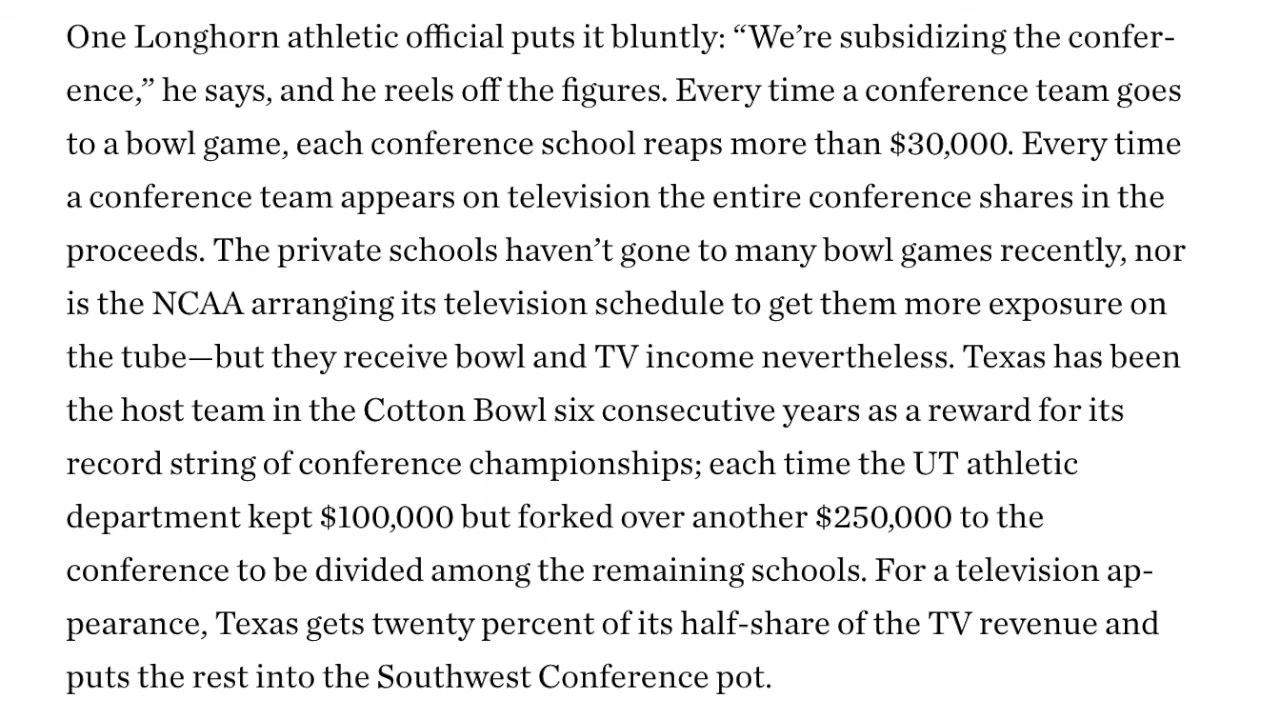 One Longhorn athletic official puts it bluntly: “We’re subsidizing the confer-
ence,” he says, and he reels off the figures. Every time a conference team goes
to a bowl game, each conference school reaps more than $30,000. Every time
a conference team appears on television the entire conference shares in the
proceeds. The private schools haven’t gone to many bowl games recently, nor
is the NCAA arranging its television schedule to get them more exposure on
the tube—but they receive bowl and TV income nevertheless. Texas has been
the host team in the Cotton Bowl six consecutive years as a reward for its
record string of conference championships; each time the UT athletic
department kept $100,000 but forked over another $250,000 to the
conference to be divided among the remaining schools. For a television ap-
pearance, Texas gets twenty percent of its half-share of the TV revenue and
puts the rest into the Southwest Conference pot.